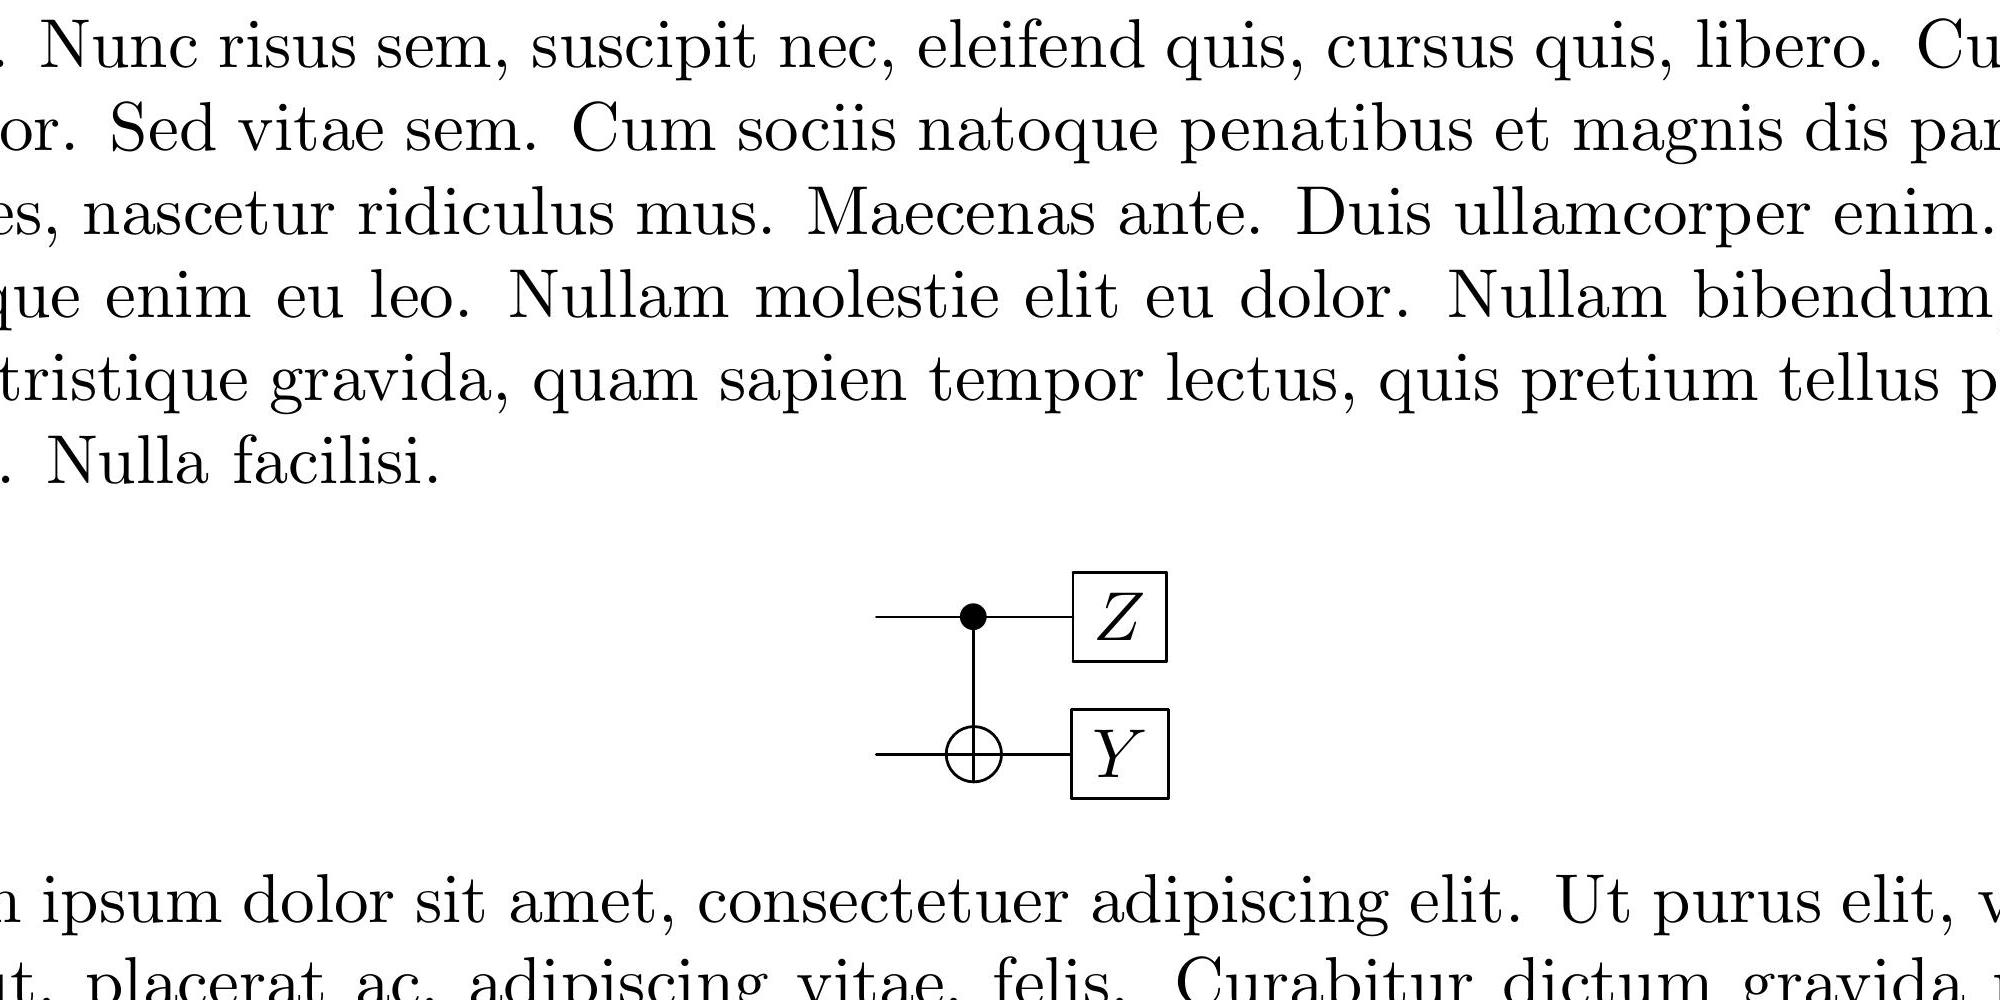 . Nunc risus sem, suscipit nec, eleifend quis, cursus quis, libero. Cu
or. Sed vitae sem. Cum sociis natoque penatibus et magnis dis par
es, nascetur ridiculus mus. Maecenas ante. Duis ullamcorper enim.
que enim eu leo. Nullam molestie elit eu dolor. Nullam bibendum,
tristique gravida, quam sapien tempor lectus, quis pretium tellus p
. Nulla facilisi.
Z
Y
ipsum dolor sit amet, consectetuer adipiscing elit. Ut purus elit, v
ut, placerat ac, adipiscing vitae, felis. Curabitur dictum gravida